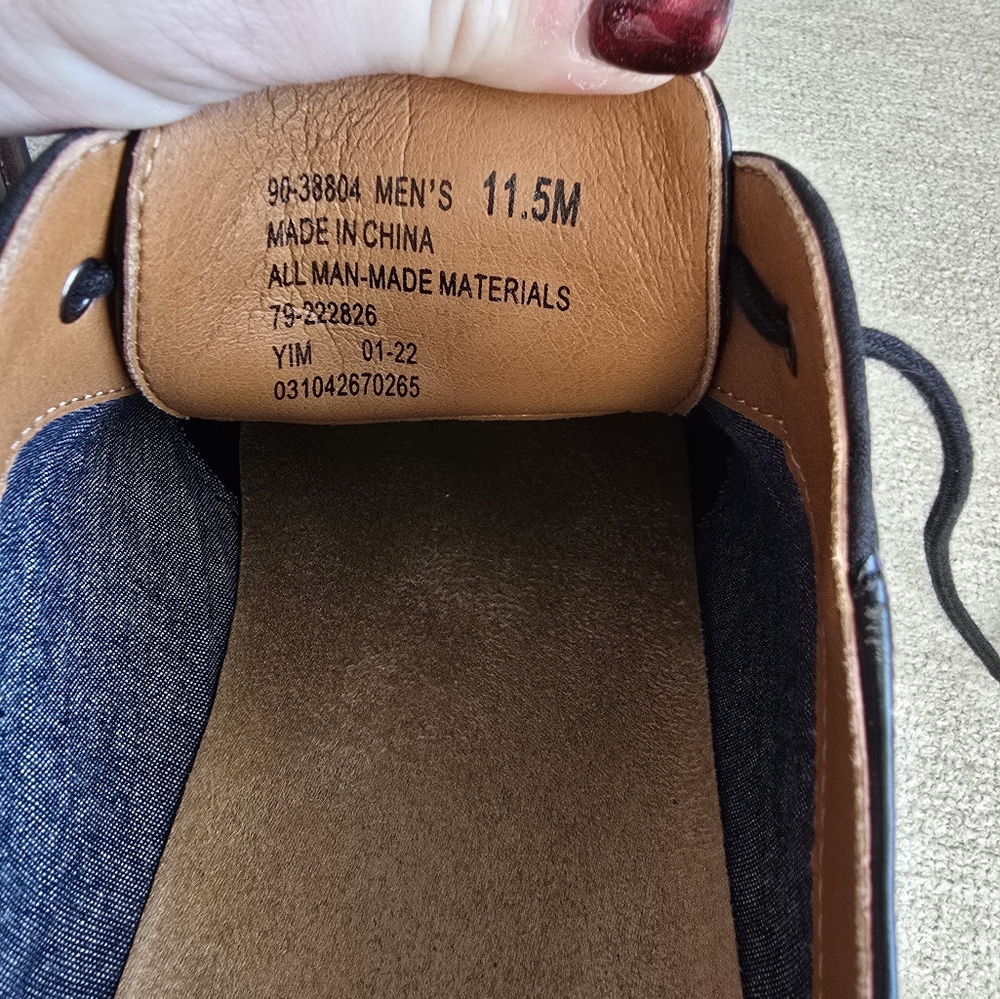 90-38804 MEN'S 11.5M
MADE IN CHINA
ALL MAN-MADE MATERIALS
79-222826
YIM 01-22
031042670265